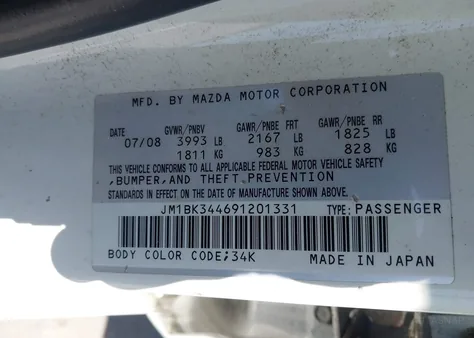 MFD. BY MAZDA MOTOR CORPORATION
DATE GVWR/PNBV GAWR/PNBE FRT GAWR/PNBE RR
07/08 3993 LB 2167 LB 1825 LB
1811 KG 983 KG 828 KG
THIS VEHICLE CONFORMS TO ALL APPLICABLE FEDERAL MOTOR VEHICLE SAFETY
,BUMPER,AND THEFT PREVENTION
STANDARDS IN EFFECT ON THE DATE OF MANUFACTURE SHOWN ABOVE.
JM1BK344691201331 TYPE: PASSENGER
BODY COLOR CODE;34K MADE IN JAPAN